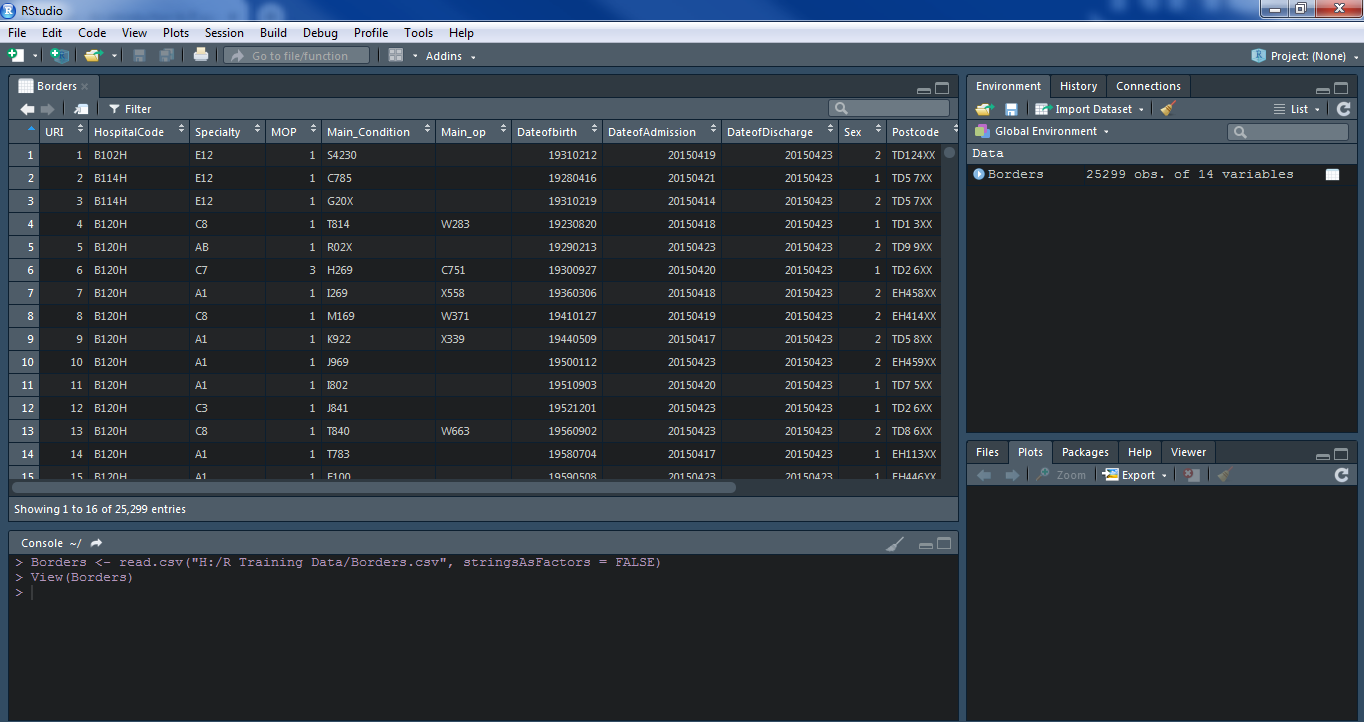 RStudio
File Edit Code View Plots Session Build Debug Profile Tools Help
Go to file/function Addins Project: (None)
Borders
Filter
URI HospitalCode Specialty MOP Main_Condition Main_op Dateofbirth DateofAdmission DateofDischarge Sex Postcode
1 1 B102H E12 1 S4230 19310212 20150419 20150423 2 TD124XX
2 2 B114H E12 1 C785 19280416 20150421 20150423 1 TD5 7XX
3 3 B114H E12 1 G20X 19310219 20150414 20150423 2 TD5 7XX
4 4 B120H C8 1 T814 W283 19230820 20150418 20150423 1 TD1 3XX
5 5 B120H AB 1 R02X 19290213 20150423 20150423 2 TD9 9XX
6 6 B120H C7 3 H269 C751 19300927 20150420 20150423 1 TD2 6XX
7 7 B120H A1 1 I269 X558 19360306 20150418 20150423 2 EH458XX
8 8 B120H C8 1 M169 W371 19410127 20150419 20150423 2 EH414XX
9 9 B120H A1 1 K922 X339 19440509 20150417 20150423 2 TD5 8XX
10 10 B120H A1 1 J969 19500112 20150423 20150423 2 EH459XX
11 11 B120H A1 1 I802 19510903 20150420 20150423 1 TD7 5XX
12 12 B120H C3 1 J841 19521201 20150423 20150423 1 TD2 6XX
13 13 B120H C8 1 T840 W663 19560902 20150423 20150423 2 TD8 6XX
14 14 B120H A1 1 T783 19580704 20150417 20150423 1 EH113XX
15 15 B120H A1 1 E100 19590508 20150423 20150423 1 EH446XX
Showing 1 to 16 of 25,299 entries
Console ~/
> Borders <- read.csv("H:/R Training Data/Borders.csv", stringsAsFactors = FALSE)
> View(Borders)
>
Environment History Connections
Import Dataset List
Global Environment
Data
Borders 25299 obs. of 14 variables
Files Plots Packages Help Viewer
Zoom Export